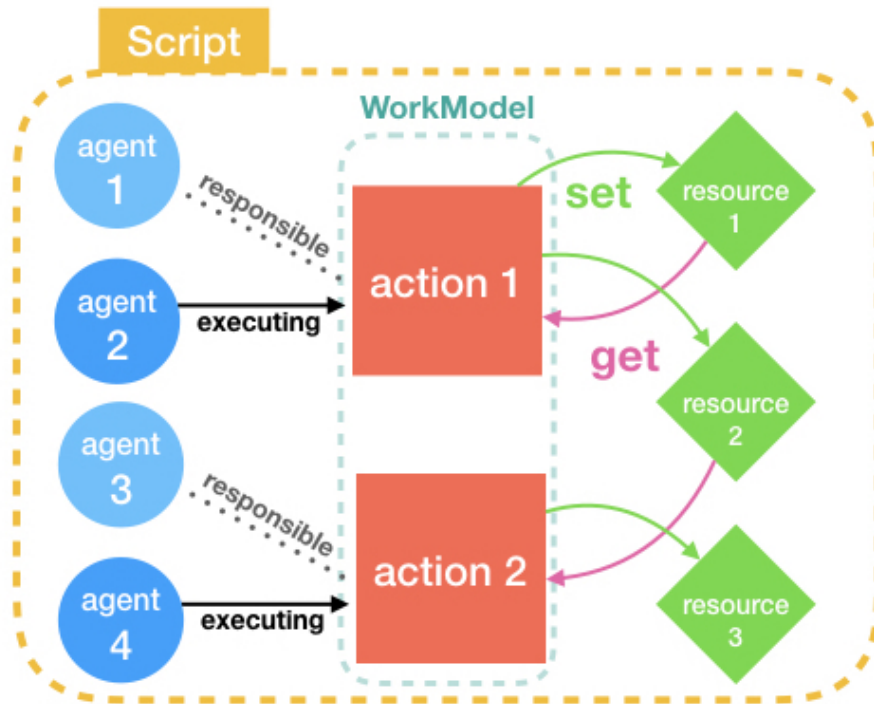 Script
WorkModel
agent
1
responsible
action 1
set
resource
1
agent
2
executing
get
resource
2
agent
3
responsible
action 2
agent
4
executing
resource
3